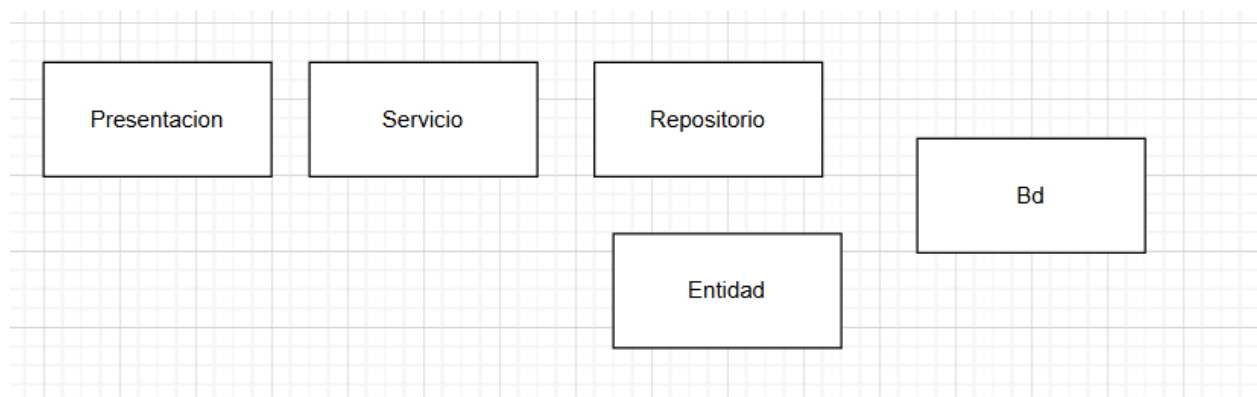 Presentacion
Servicio
Repositorio
Bd
Entidad